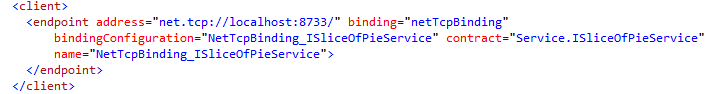 <client>
<endpoint address="net.tcp://localhost:8733/" binding="netTcpBinding"
bindingConfiguration="NetTcpBinding_ISliceOfPieService" contract="Service.ISliceOfPieService"
name="NetTcpBinding_ISliceOfPieService">
</endpoint>
</client>